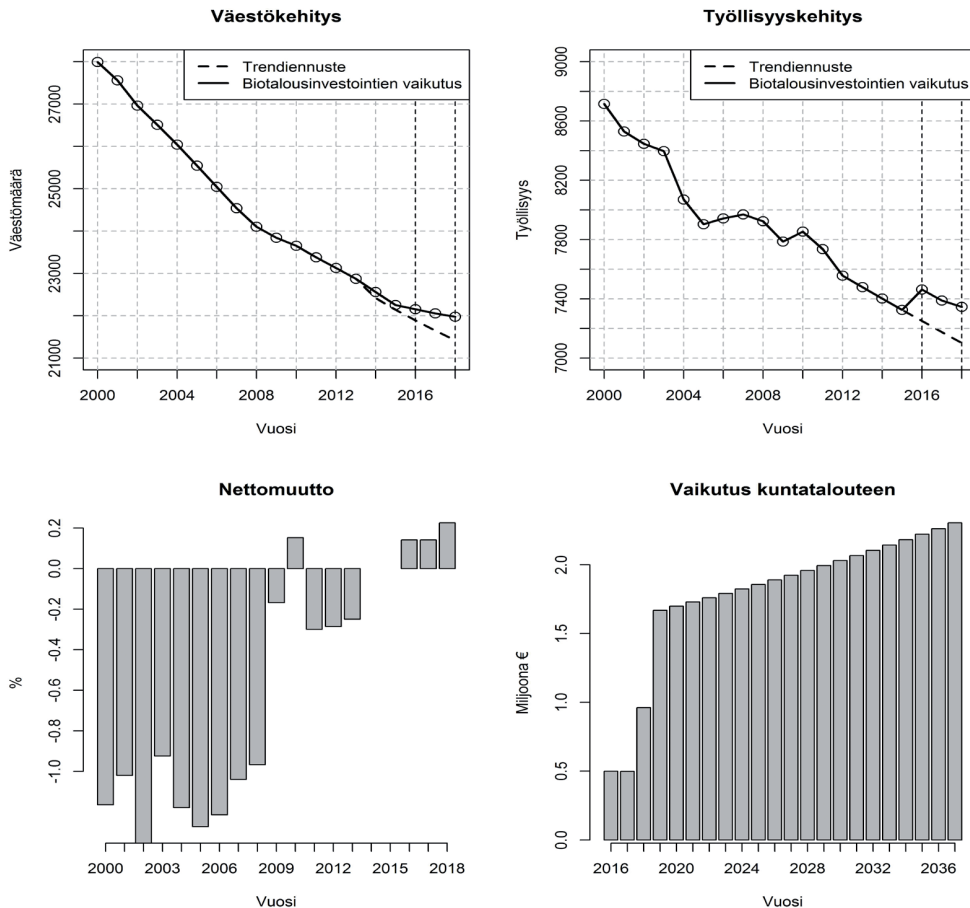 Väestökehitys
Trendiennuste
Biotalousinvestointien vaikutus
Väestömäärä
27000
25000
23000
21000
2000 2004 2008 2012 2016
Vuosi
Työllisyyskehitys
Trendiennuste
Biotalousinvestointien vaikutus
Työllisyys
9000
8600
8200
7800
7400
7000
2000 2004 2008 2012 2016
Vuosi
Nettomuutto
%
0.2
0.0
-0.2
-0.4
-0.6
-0.8
-1.0
2000 2003 2006 2009 2012 2015 2018
Vuosi
Vaikutus kuntatalouteen
Miljoona €
2.0
1.5
1.0
0.5
0.0
2016 2020 2024 2028 2032 2036
Vuosi